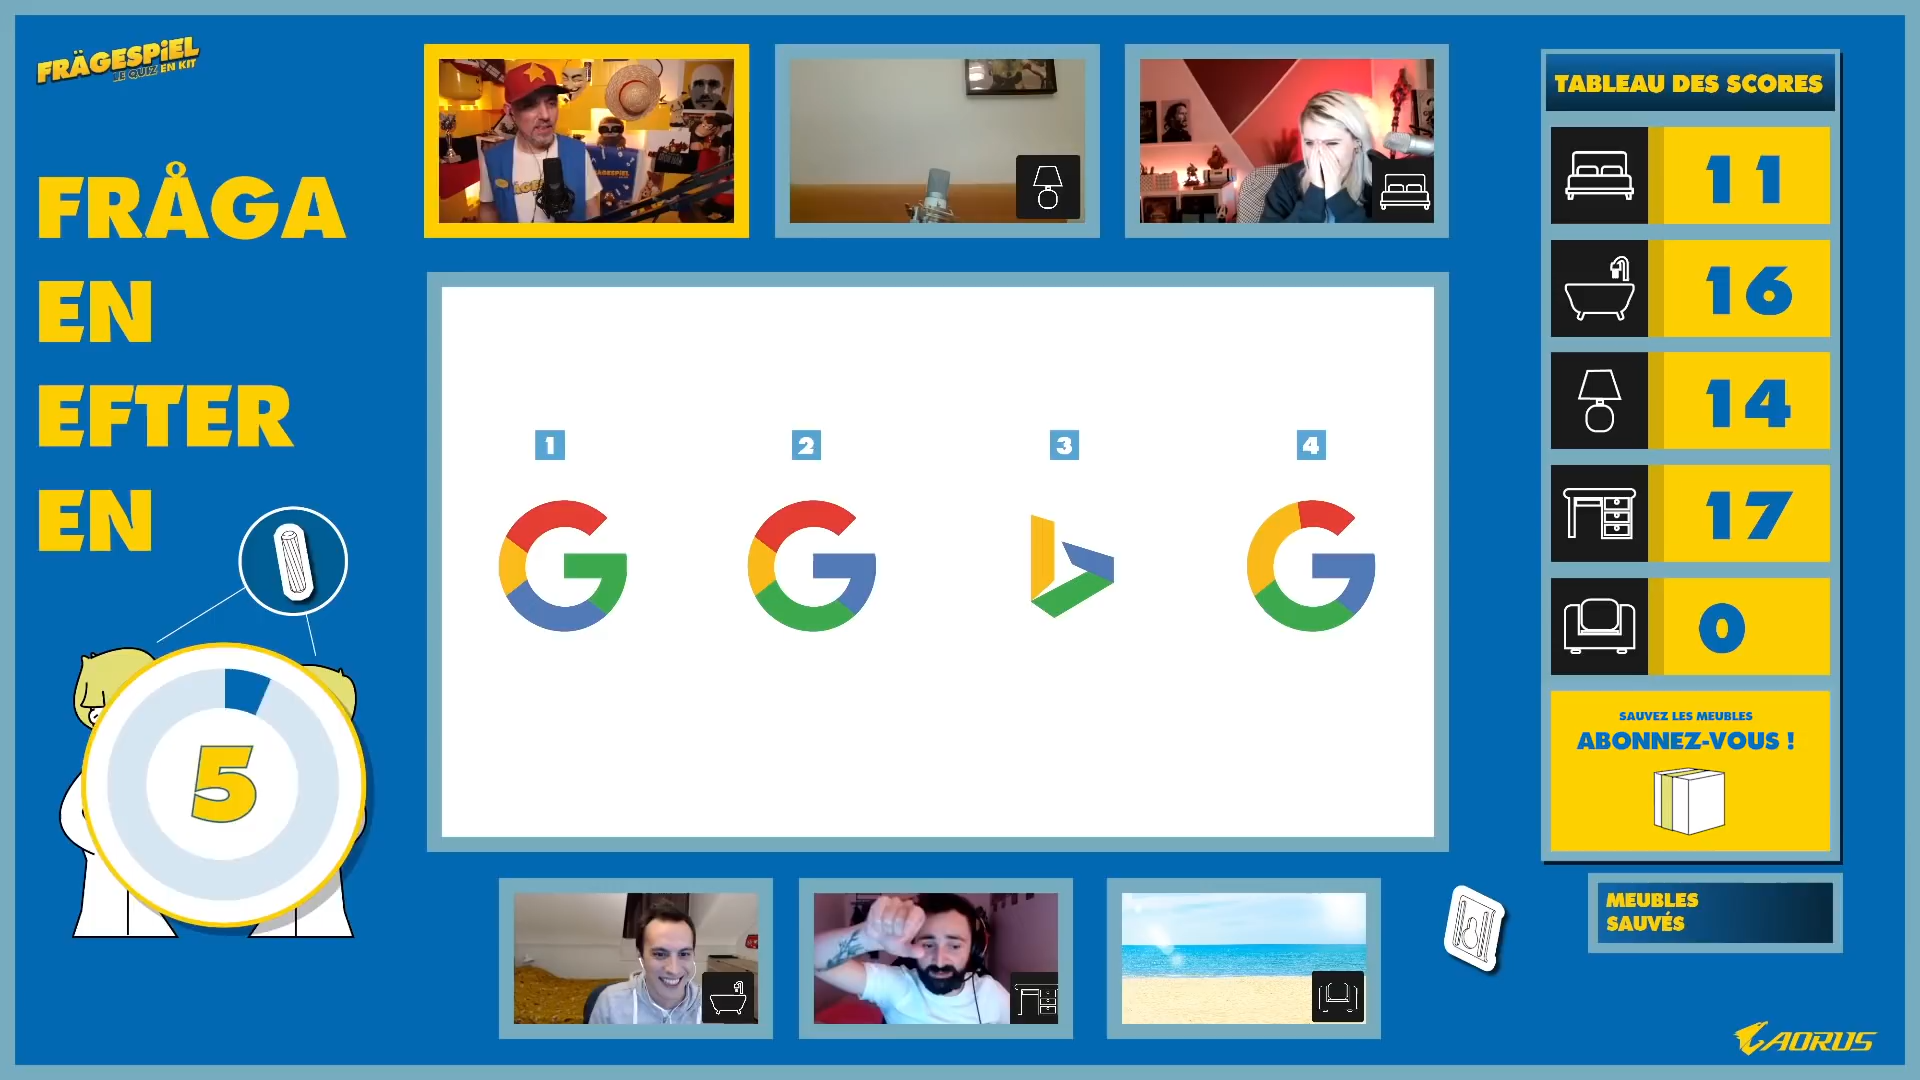 FRÄGESPIEL
LE QUIZ EN KIT
FRÅGA
EN
EFTER
EN
5
1
2
3
4
TABLEAU DES SCORES
11
16
14
17
0
SAUVEZ LES MEUBLES
ABONNEZ-VOUS !
MEUBLES
SAUVÉS
AORUS